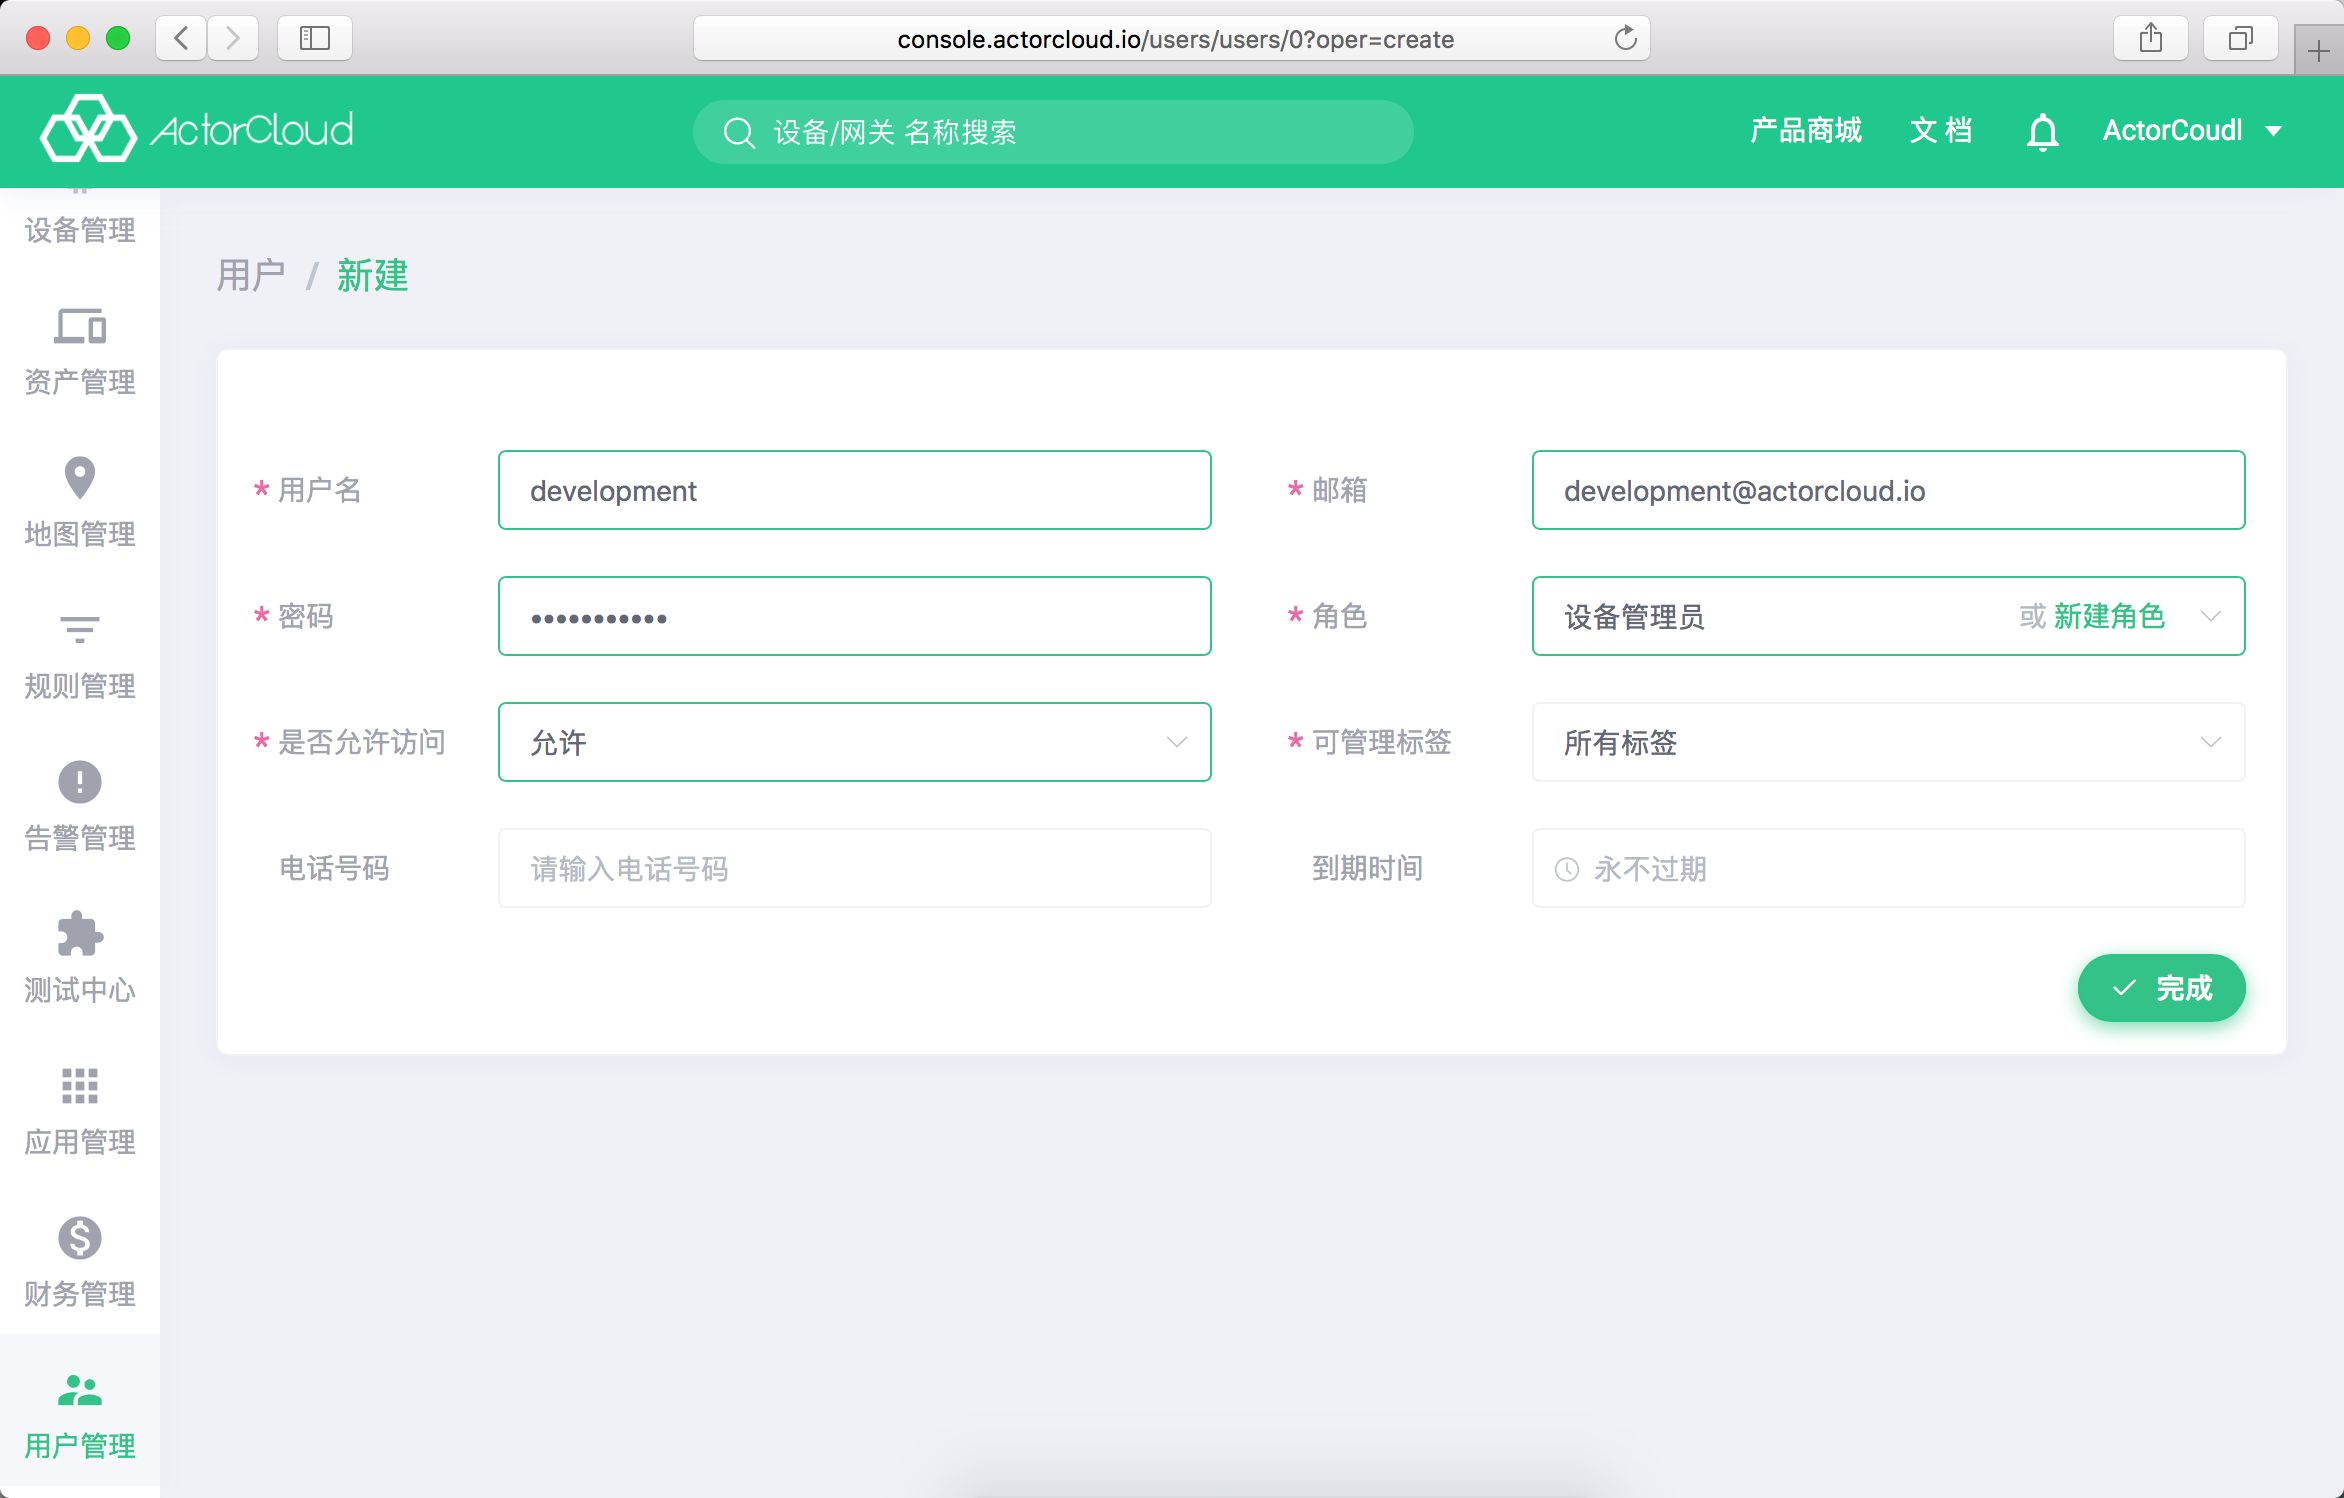 console.actorcloud.io/users/users/0?oper=create
ActorCloud
设备/网关 名称搜索
产品商城
文 档
ActorCoudl
设备管理
资产管理
地图管理
规则管理
告警管理
测试中心
应用管理
财务管理
用户管理
用户 / 新建
* 用户名
development
* 邮箱
development@actorcloud.io
* 密码
•••••••••••
* 角色
设备管理员
或 新建角色
* 是否允许访问
允许
* 可管理标签
所有标签
电话号码
请输入电话号码
到期时间
永不过期
完成